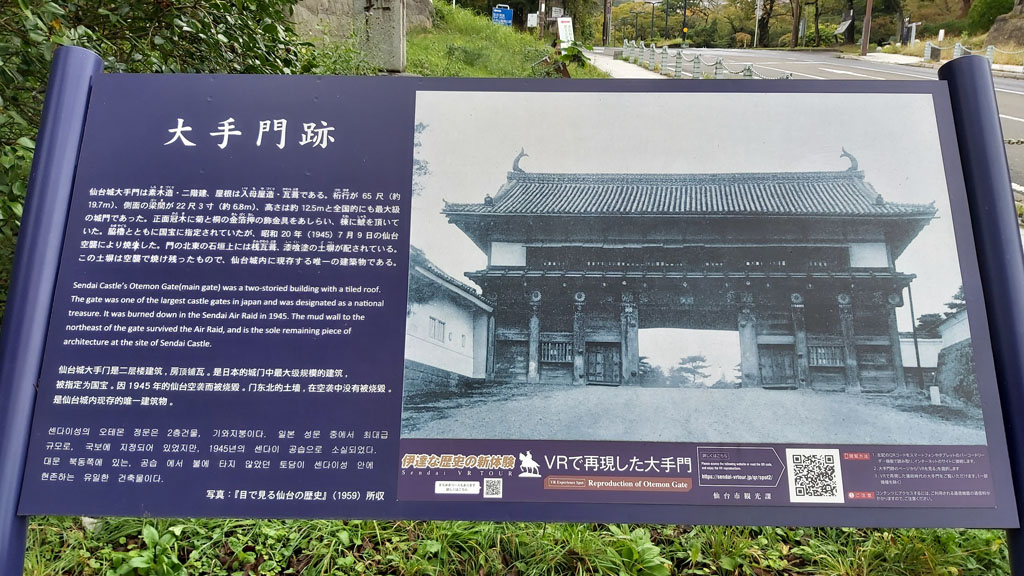 大手門跡
仙台城大手門は素木造・二階建、屋根は入母屋造・瓦葺である。桁行が 65 尺（約
19.7m）、側面の梁間が 22 尺 3 寸（約 6.8m）、高さは約 12.5mと全国的にも最大級
の城門であった。正面冠木に菊と桐の金箔押の飾金具をあしらい、棟に鯱を頂いて
いた。脇櫓とともに国宝に指定されていたが、昭和 20 年（1945）7 月 9 日の仙台
空襲により焼失した。門の北東の石垣上には桟瓦葺、漆喰塗の土塀が配されている。
この土塀は空襲で焼け残ったもので、仙台城内に現存する唯一の建築物である。
Sendai Castle's Otemon Gate(main gate) was a two-storied building with a tiled roof.
The gate was one of the largest castle gates in japan and was designated as a national
treasure. It was burned down in the Sendai Air Raid in 1945. The mud wall to the
northeast of the gate survived the Air Raid, and is the sole remaining piece of
architecture at the site of Sendai Castle.
仙台城大手门是二层楼建筑，房顶铺瓦。是日本的城门中最大级规模的建筑，
被指定为国宝。因 1945 年的仙台空袭而被烧毁。门东北的土墙，在空袭中没有被烧毁。
是仙台城内现存的唯一建筑物。
센다이성의 오테몬 정문은 2층건물, 기와지붕이다. 일본 성문 중에서 최대급
규모로, 국보에 지정되어 있었지만, 1945년의 센다이 공습으로 소실되었다.
대문 북동쪽에 있는, 공습 에서 불에 타지 않았던 토담이 센다이성 안에
현존하는 유일한 건축물이다.
写真：『目で見る仙台の歴史』（1959）所収
伊達な歴史の新体験
Sendai VR TOUR
VRで再現した大手門
VR Experience Spot Reproduction of Otemon Gate
https://sendai-vrtour.jp/qr/spot2/
仙台市観光課